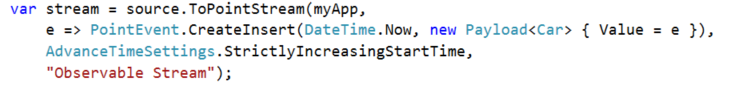 var stream = source.ToPointStream(myApp,
e => PointEvent.CreateInsert(DateTime.Now, new Payload<Car> { Value = e }),
AdvanceTimeSettings.StrictlyIncreasingStartTime,
"Observable Stream");